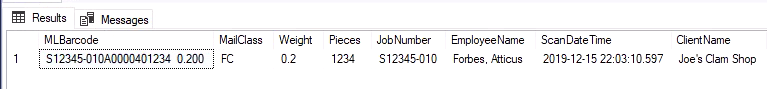 Results Messages
MLBarcode MailClass Weight Pieces JobNumber EmployeeName ScanDateTime ClientName
1 S12345-010A0000401234 0.200 FC 0.2 1234 S12345-010 Forbes, Atticus 2019-12-15 22:03:10.597 Joe's Clam Shop